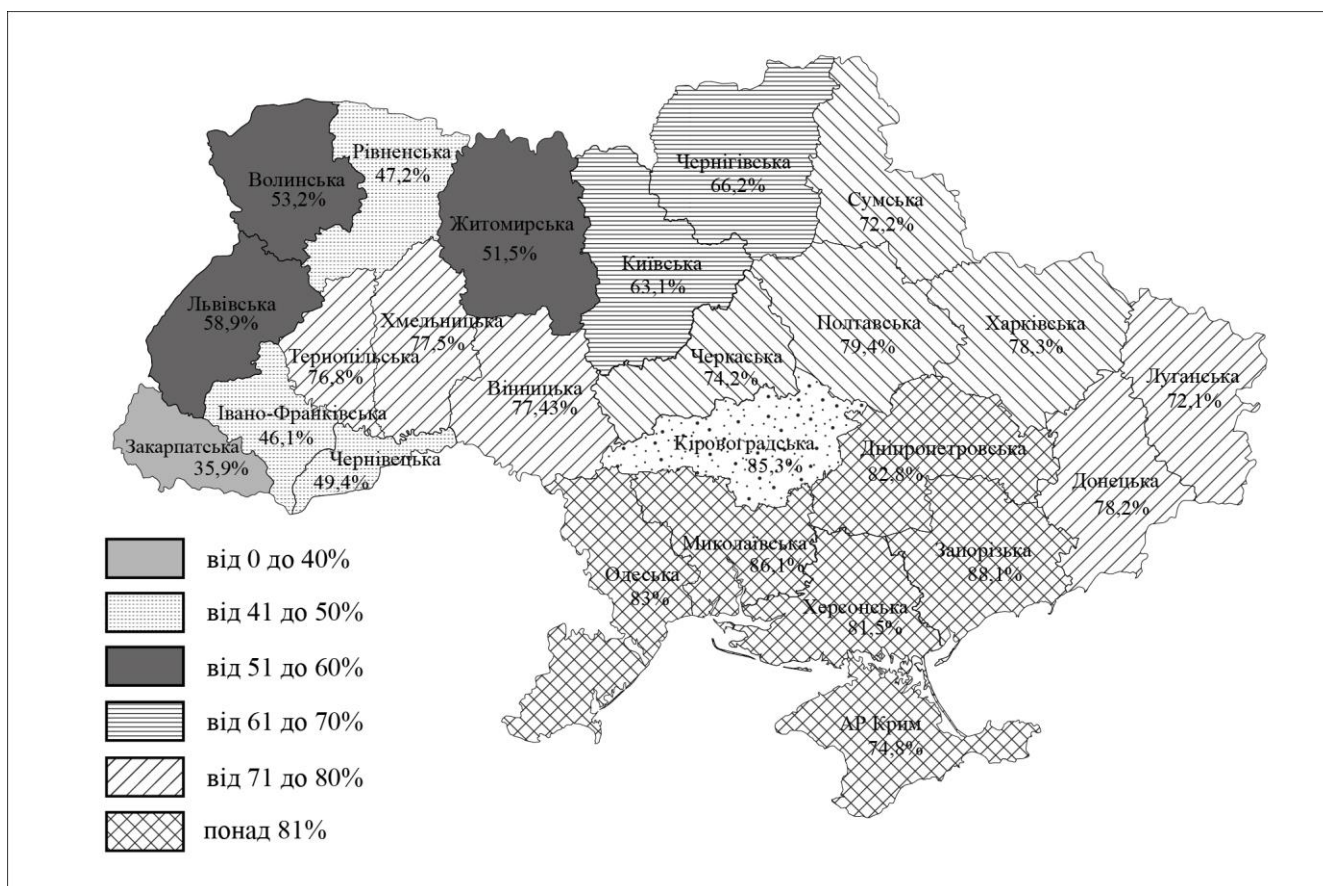 Чернігівська
66,2%
Рівненська
47,2%
Волинська
53,2%
Сумська
72,2%
Житомирська
51,5%
Київська
63,1%
Львівська
58,9%
Хмельницька
77,5%
Полтавська
79,4%
Харківська
78,3%
Тернопільська
76,8%
Черкаська
74,2%
Вінницька
77,43%
Луганська
72,1%
Івано-Франківська
46,1%
Закарпатська
35,9%
Чернівецька
49,4%
Кіровоградська
85,3%
Дніпропетровська
82,8%
Донецька
78,2%
Миколаївська
86,1%
Запорізька
88,1%
Одеська
83%
Херсонська
81,5%
АР Крим
74,8%
від 0 до 40%
від 41 до 50%
від 51 до 60%
від 61 до 70%
від 71 до 80%
понад 81%